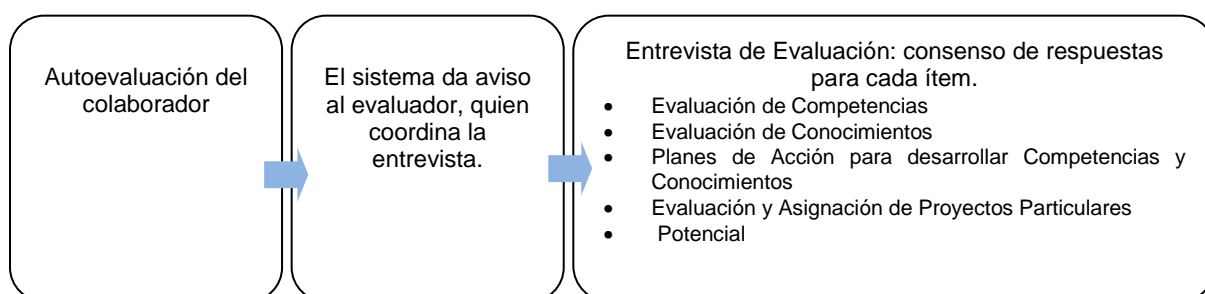 Autoevaluación del
colaborador
El sistema da aviso
al evaluador, quien
coordina la
entrevista.
Entrevista de Evaluación: consenso de respuestas
para cada ítem.
• Evaluación de Competencias
• Evaluación de Conocimientos
• Planes de Acción para desarrollar Competencias y
Conocimientos
• Evaluación y Asignación de Proyectos Particulares
• Potencial